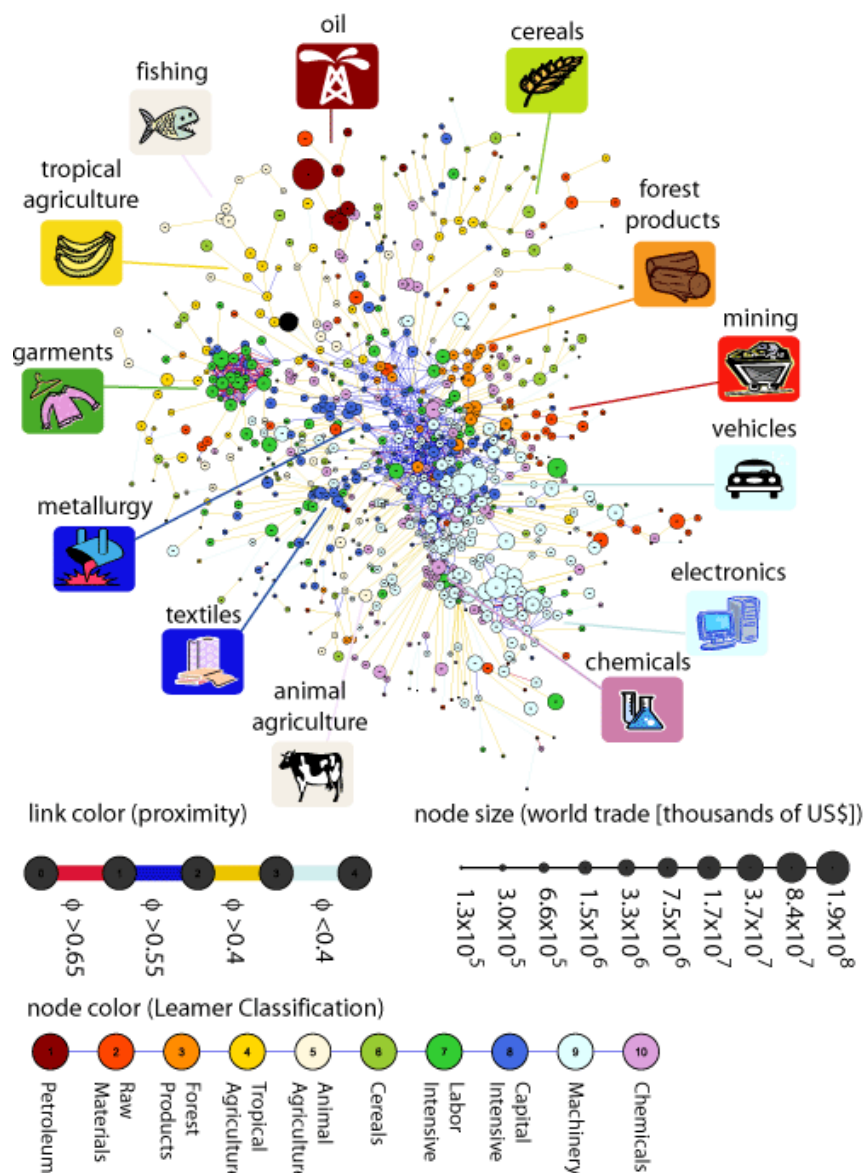 oil
cereals
fishing
tropical
agriculture
forest
products
mining
garments
vehicles
metallurgy
electronics
textiles
chemicals
animal
agriculture
link color (proximity)
0 1 2 3 4
ϕ >0.65
ϕ >0.55
ϕ >0.4
ϕ <0.4
node size (world trade [thousands of US$])
1.3x10⁵
3.0x10⁵
6.6x10⁵
1.5x10⁶
3.3x10⁶
7.5x10⁶
1.7x10⁷
3.7x10⁷
8.4x10⁷
1.9x10⁸
node color (Leamer Classification)
1 2 3 4 5 6 7 8 9 10
Petroleum
Raw
Materials
Forest
Products
Tropical
Agricultur
Animal
Agricultur
Cereals
Labor
Intensive
Capital
Intensive
Machinery
Chemicals